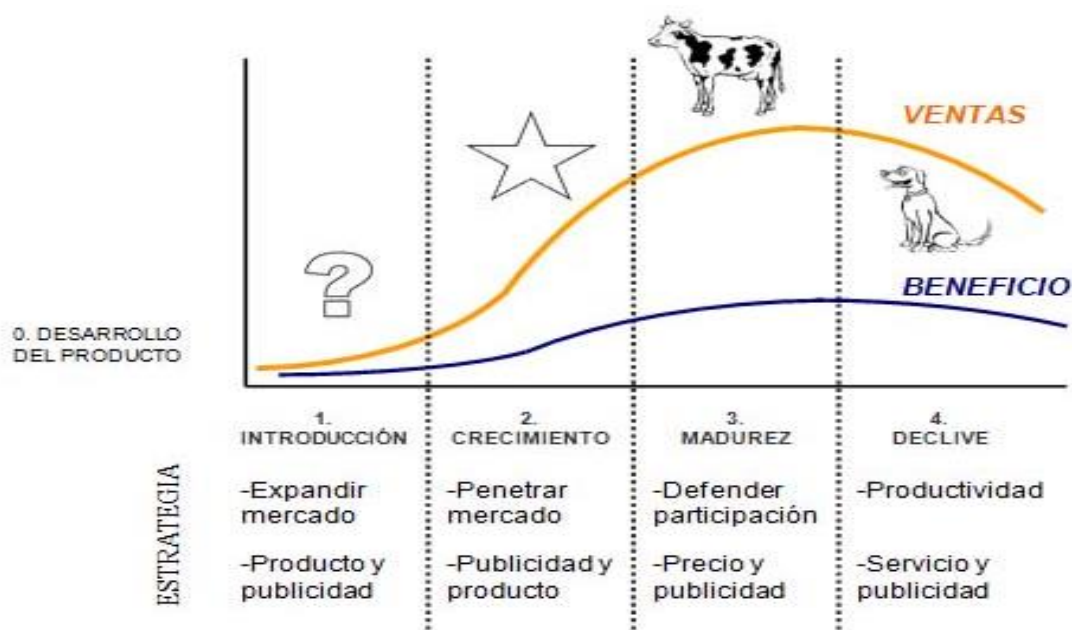 VENTAS
?
BENEFICIO
0. DESARROLLO
DEL PRODUCTO
1.
INTRODUCCIÓN
2.
CRECIMIENTO
3.
MADUREZ
4.
DECLIVE
ESTRATEGIA
-Expandir
mercado
-Producto y
publicidad
-Penetrar
mercado
-Publicidad y
producto
-Defender
participación
-Precio y
publicidad
-Productividad
-Servicio y
publicidad